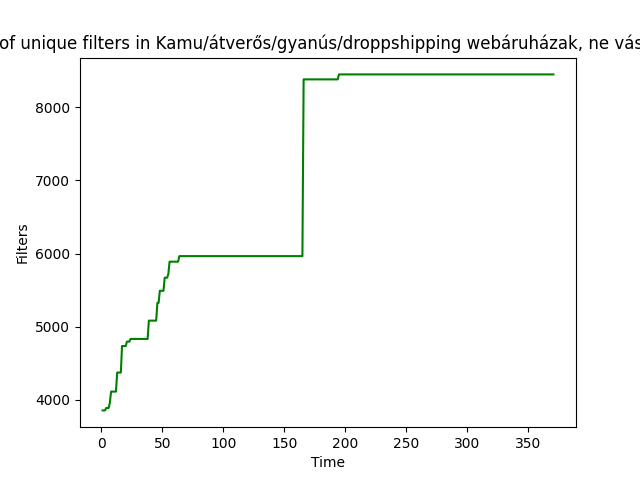 of unique filters in Kamu/átverős/gyanús/droppshipping webáruházak, ne vás
Filters
8000
7000
6000
5000
4000
0 50 100 150 200 250 300 350
Time